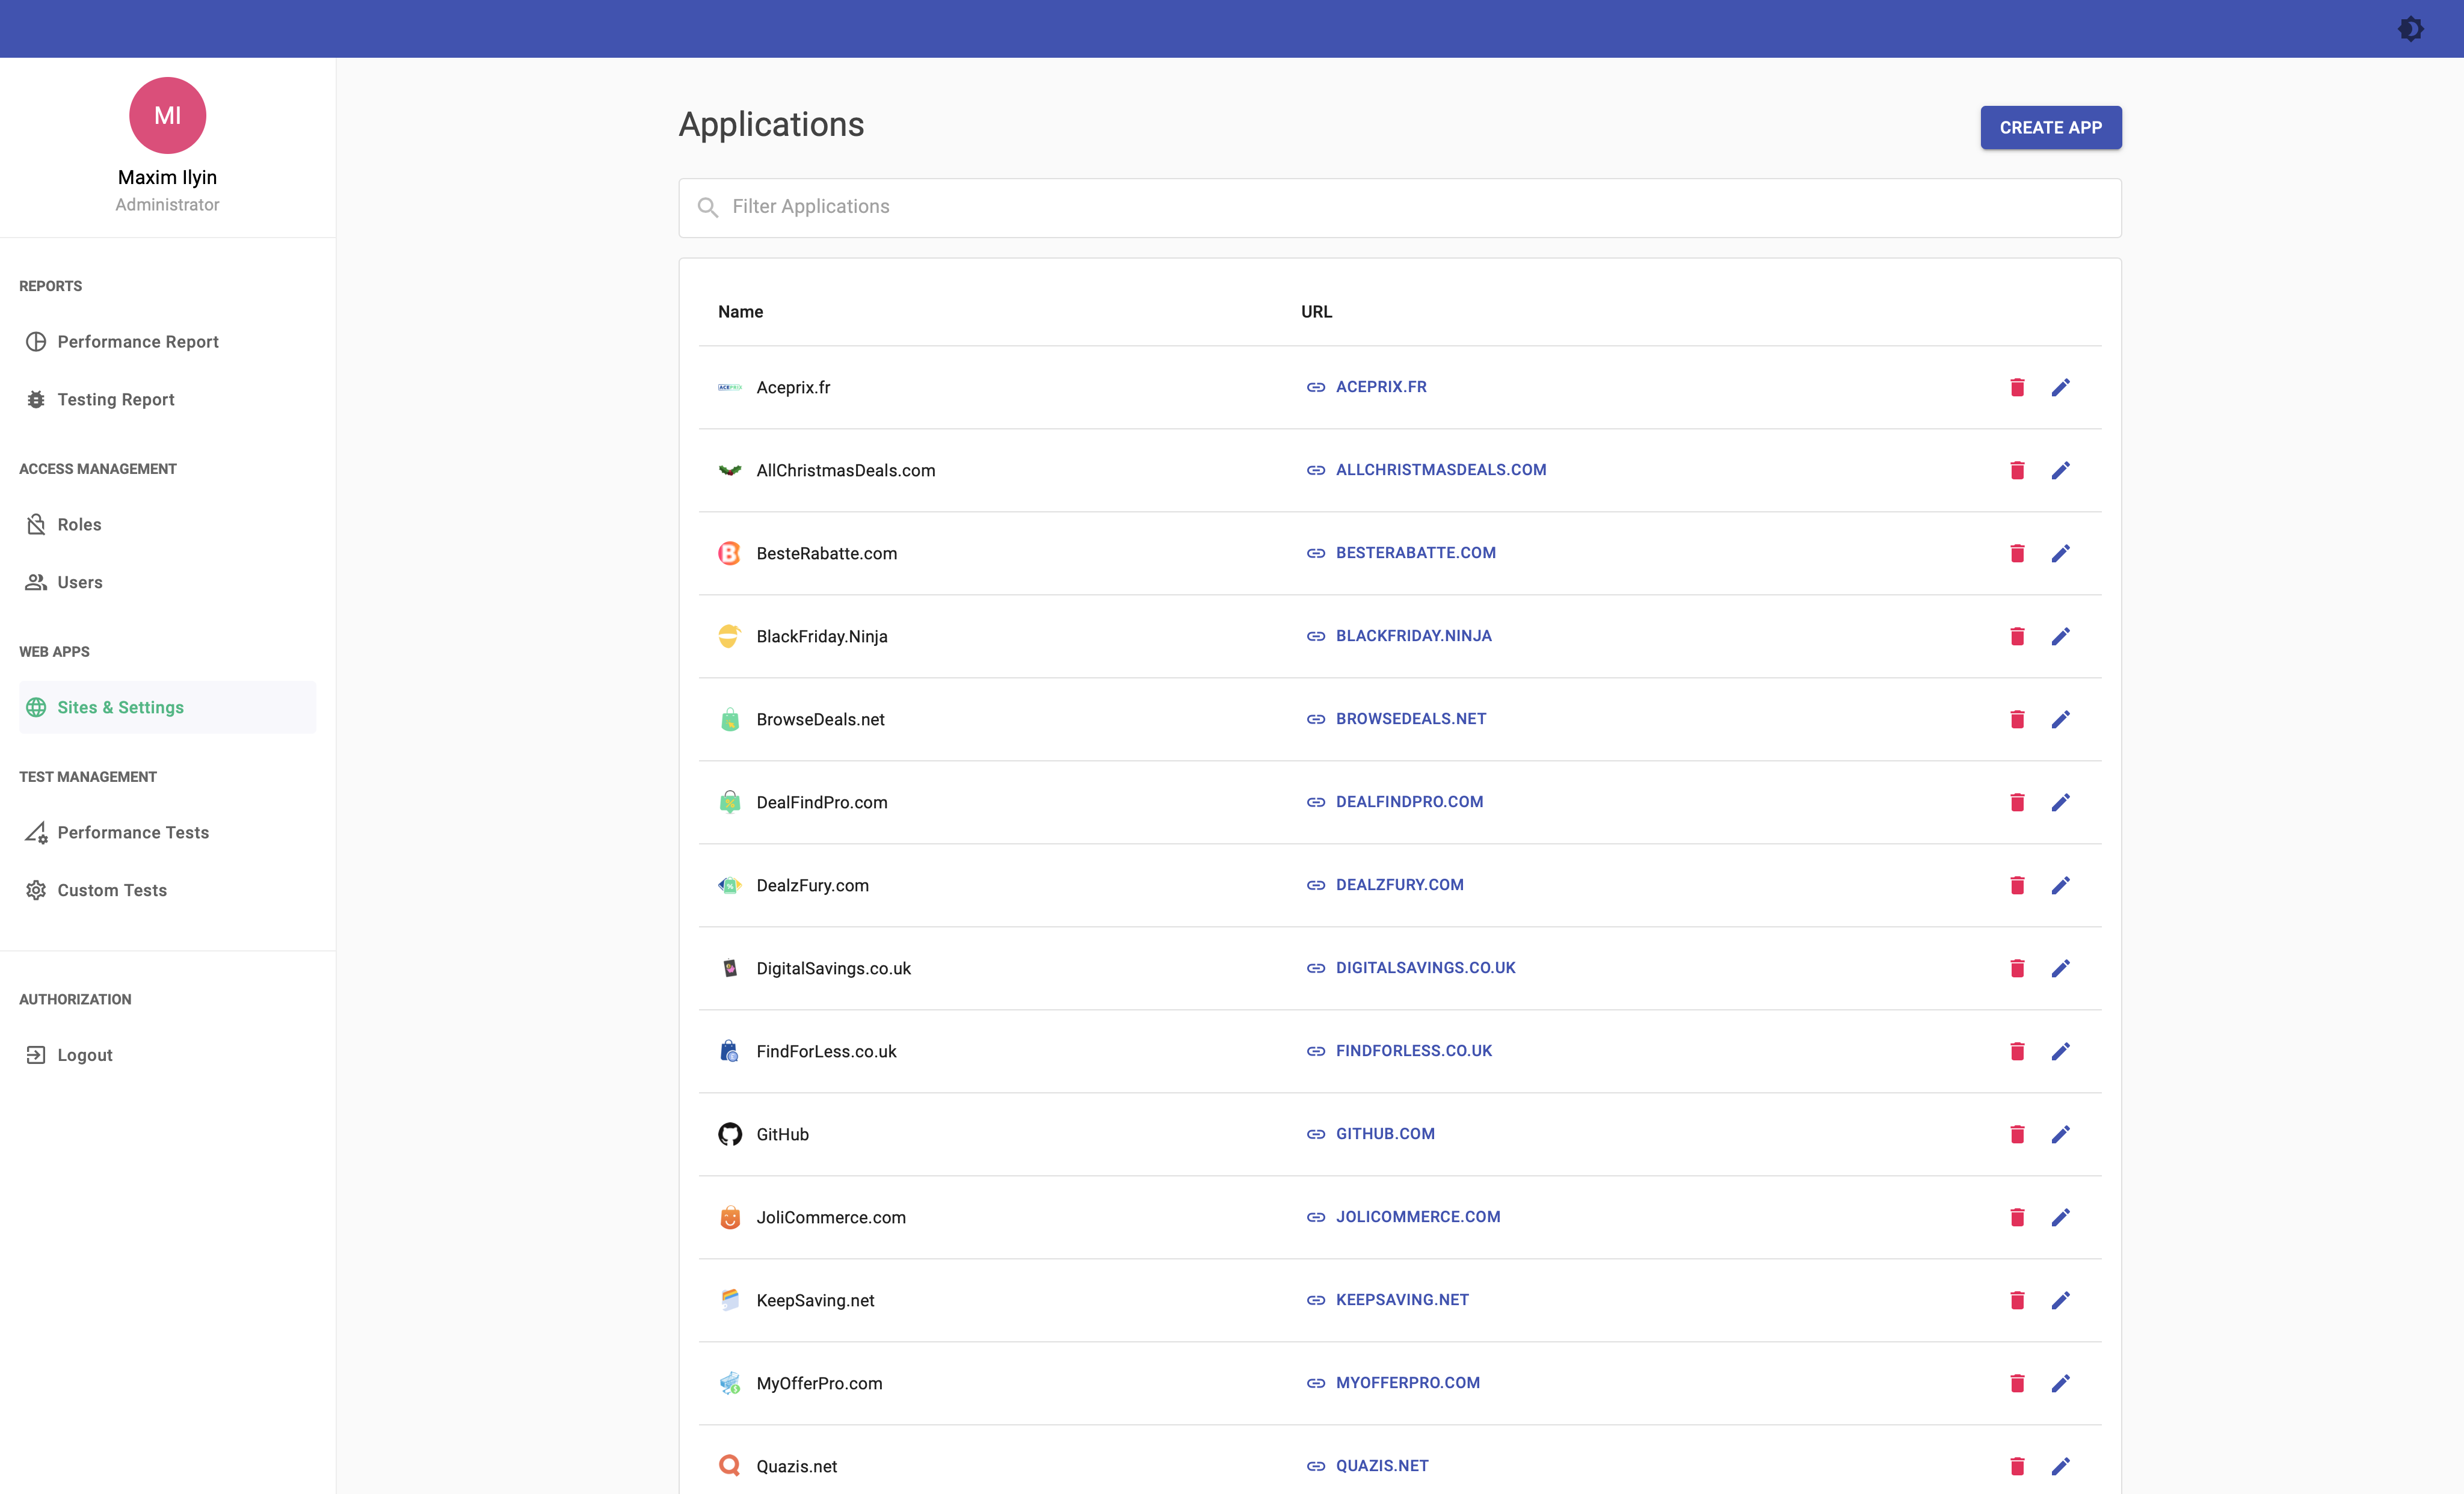 MI
Maxim Ilyin
Administrator
REPORTS
Performance Report
Testing Report
ACCESS MANAGEMENT
Roles
Users
WEB APPS
Sites & Settings
TEST MANAGEMENT
Performance Tests
Custom Tests
AUTHORIZATION
Logout
Applications
CREATE APP
Filter Applications
Name URL
ACEPRIX Aceprix.fr ACEPRIX.FR
AllChristmasDeals.com ALLCHRISTMASDEALS.COM
B BesteRabatte.com BESTERABATTE.COM
BlackFriday.Ninja BLACKFRIDAY.NINJA
BrowseDeals.net BROWSEDEALS.NET
DealFindPro.com DEALFINDPRO.COM
DealzFury.com DEALZFURY.COM
DigitalSavings.co.uk DIGITALSAVINGS.CO.UK
FindForLess.co.uk FINDFORLESS.CO.UK
GitHub GITHUB.COM
JoliCommerce.com JOLICOMMERCE.COM
KeepSaving.net KEEPSAVING.NET
MyOfferPro.com MYOFFERPRO.COM
Quazis.net QUAZIS.NET